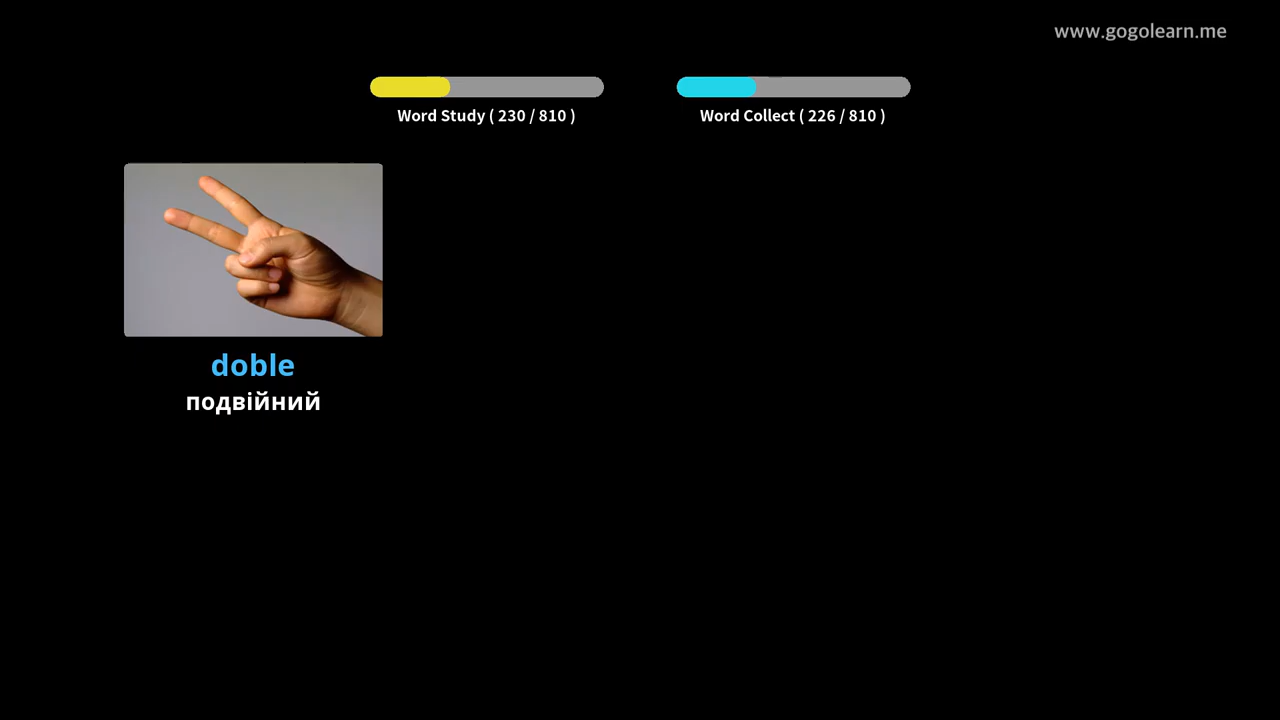 www.gogolearn.me
Word Study ( 230 / 810 )
Word Collect ( 226 / 810 )
doble
подвійний